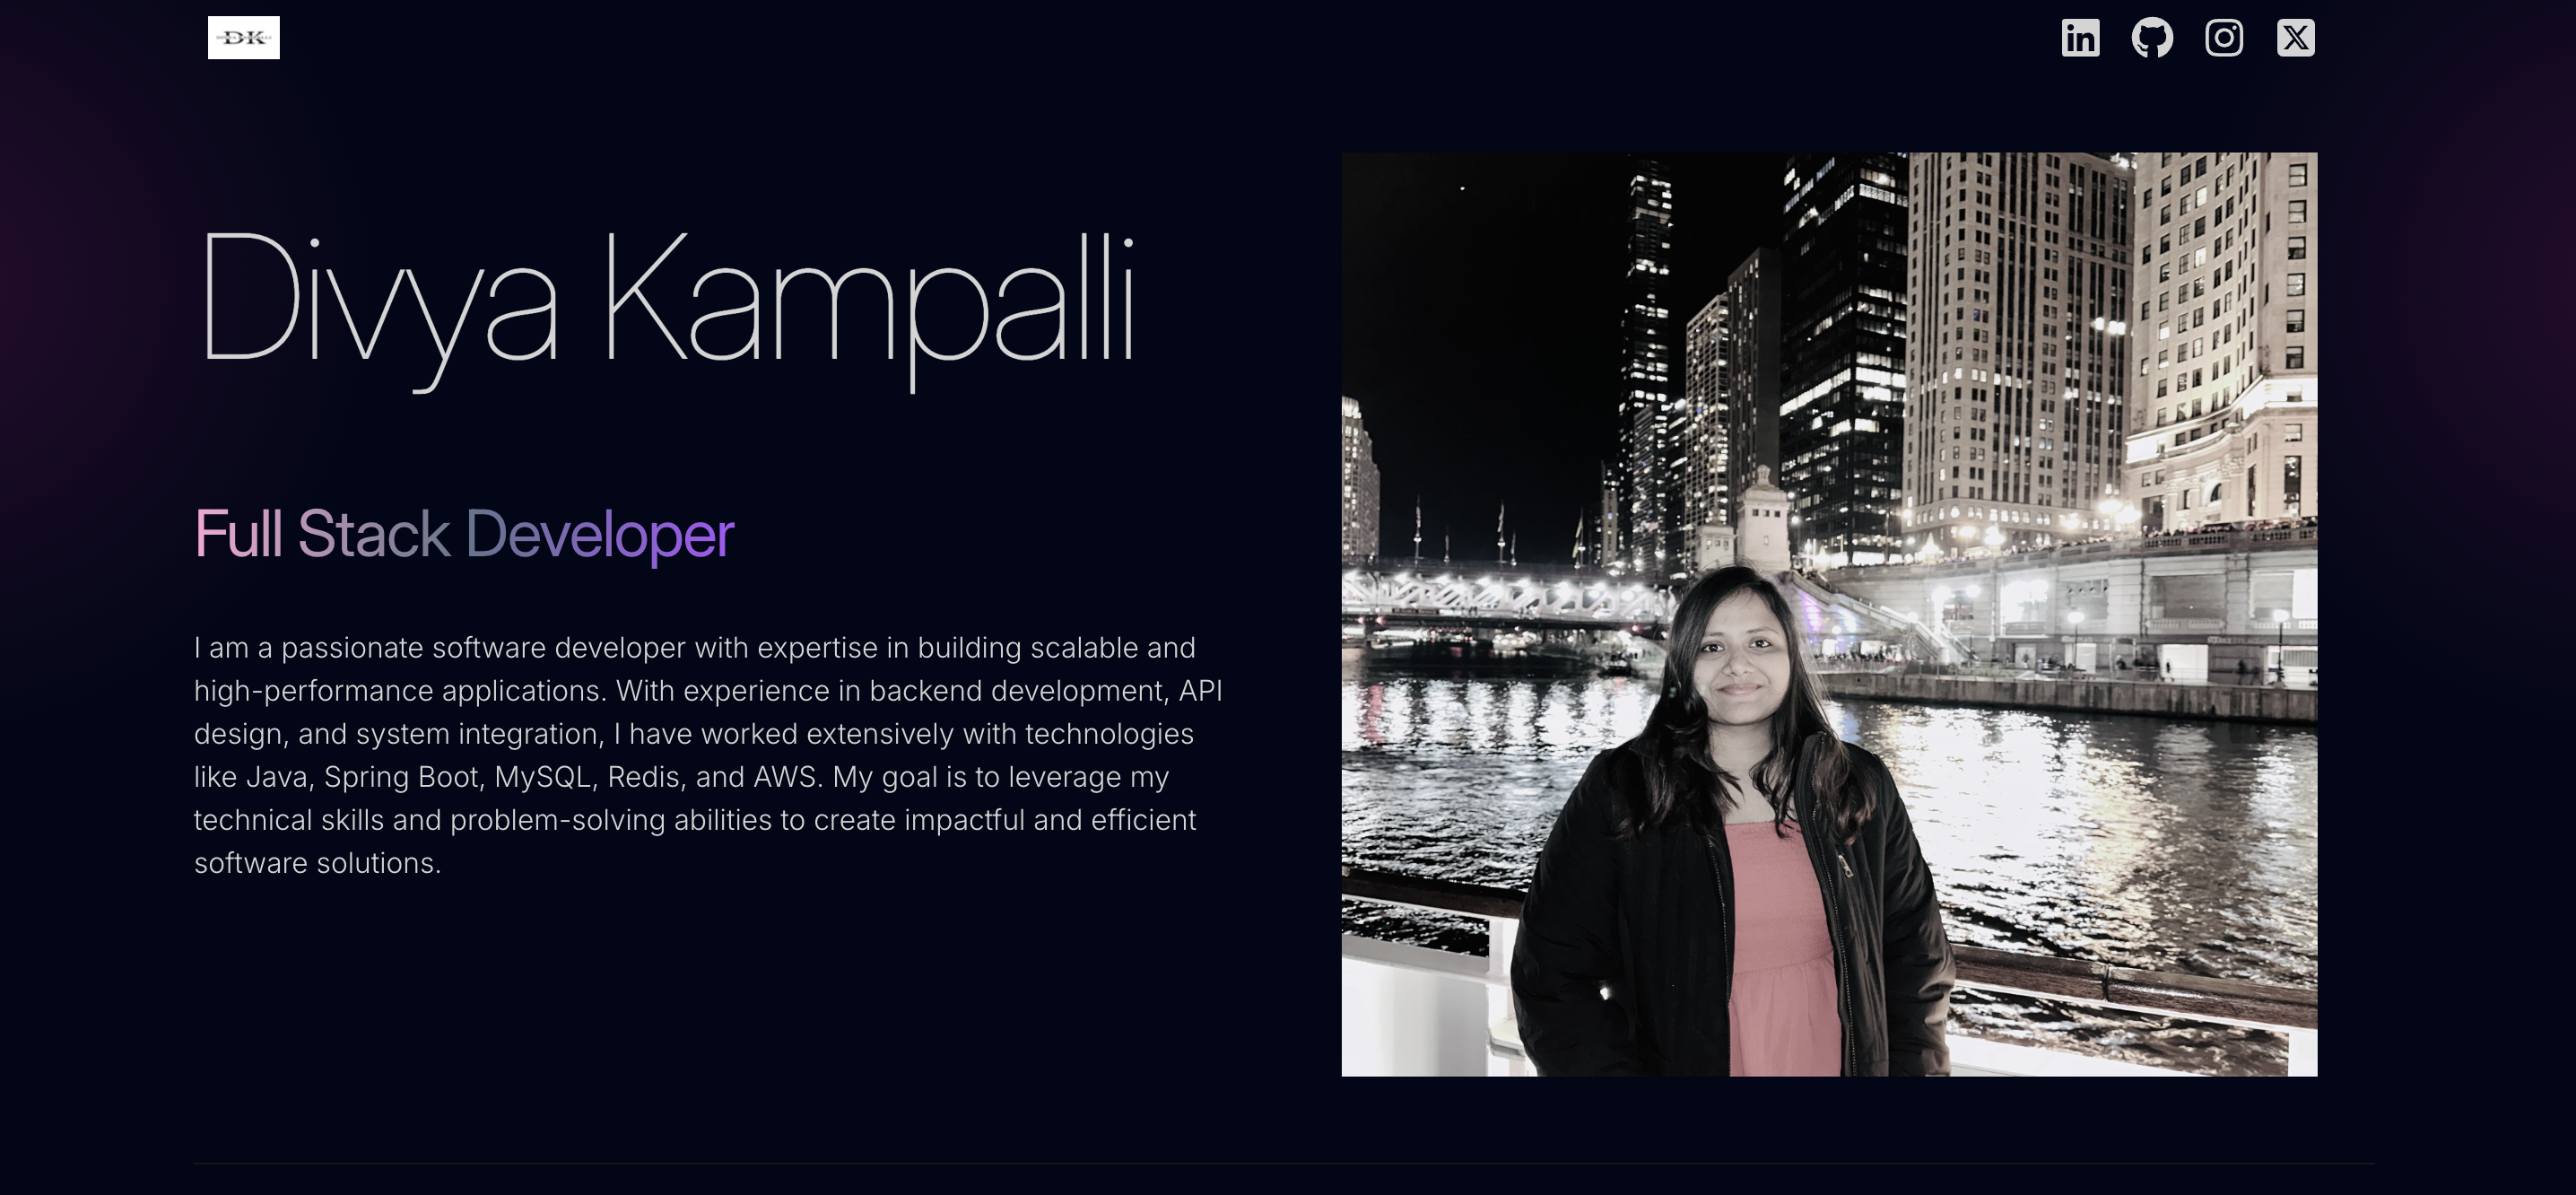 DK
Divya Kampalli
Full Stack Developer
I am a passionate software developer with expertise in building scalable and
high-performance applications. With experience in backend development, API
design, and system integration, I have worked extensively with technologies
like Java, Spring Boot, MySQL, Redis, and AWS. My goal is to leverage my
technical skills and problem-solving abilities to create impactful and efficient
software solutions.